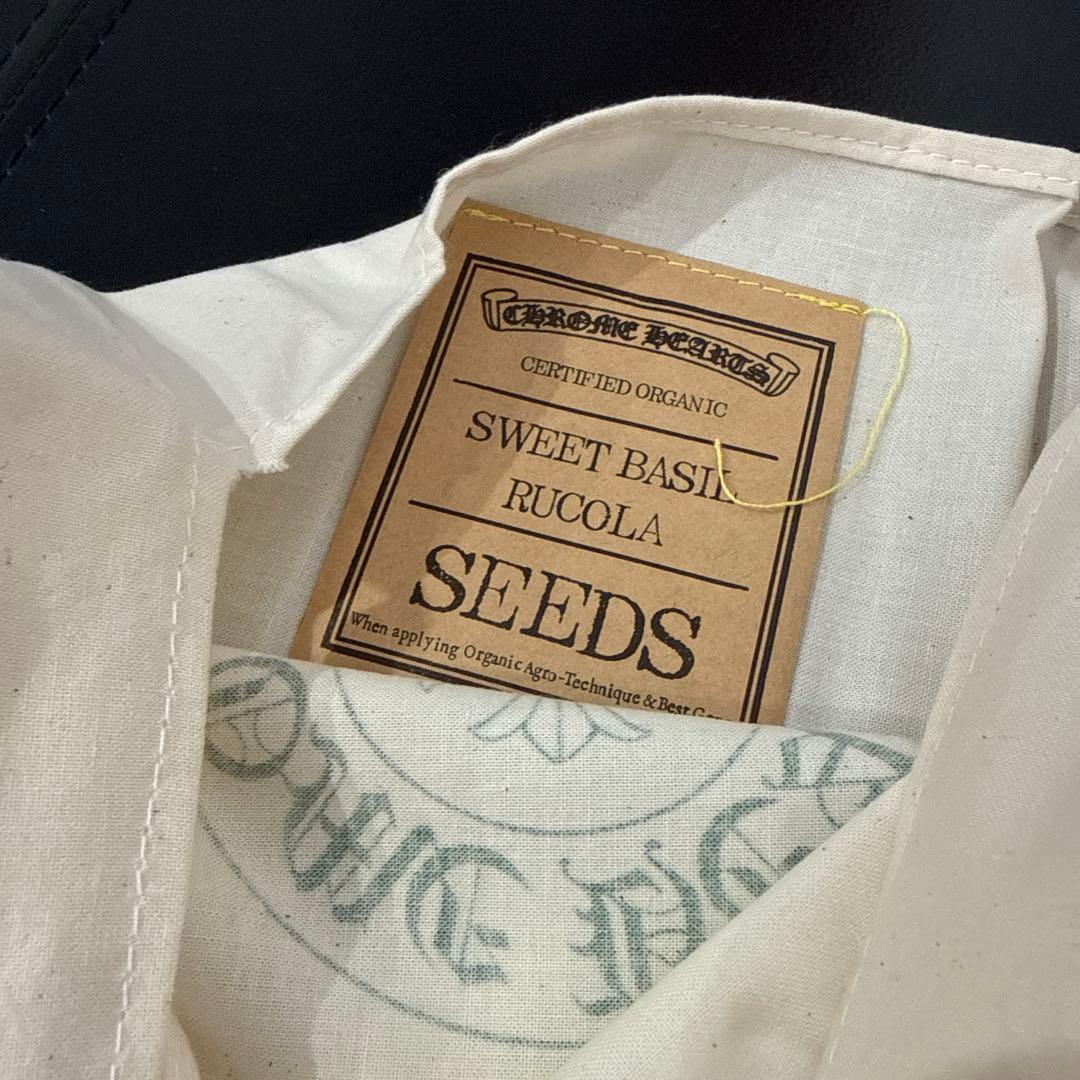 CHROME HEARTS
CERTIFIED ORGANIC
SWEET BASIL
RUCOLA
SEEDS
When applying Organic Agro-Technique & Best